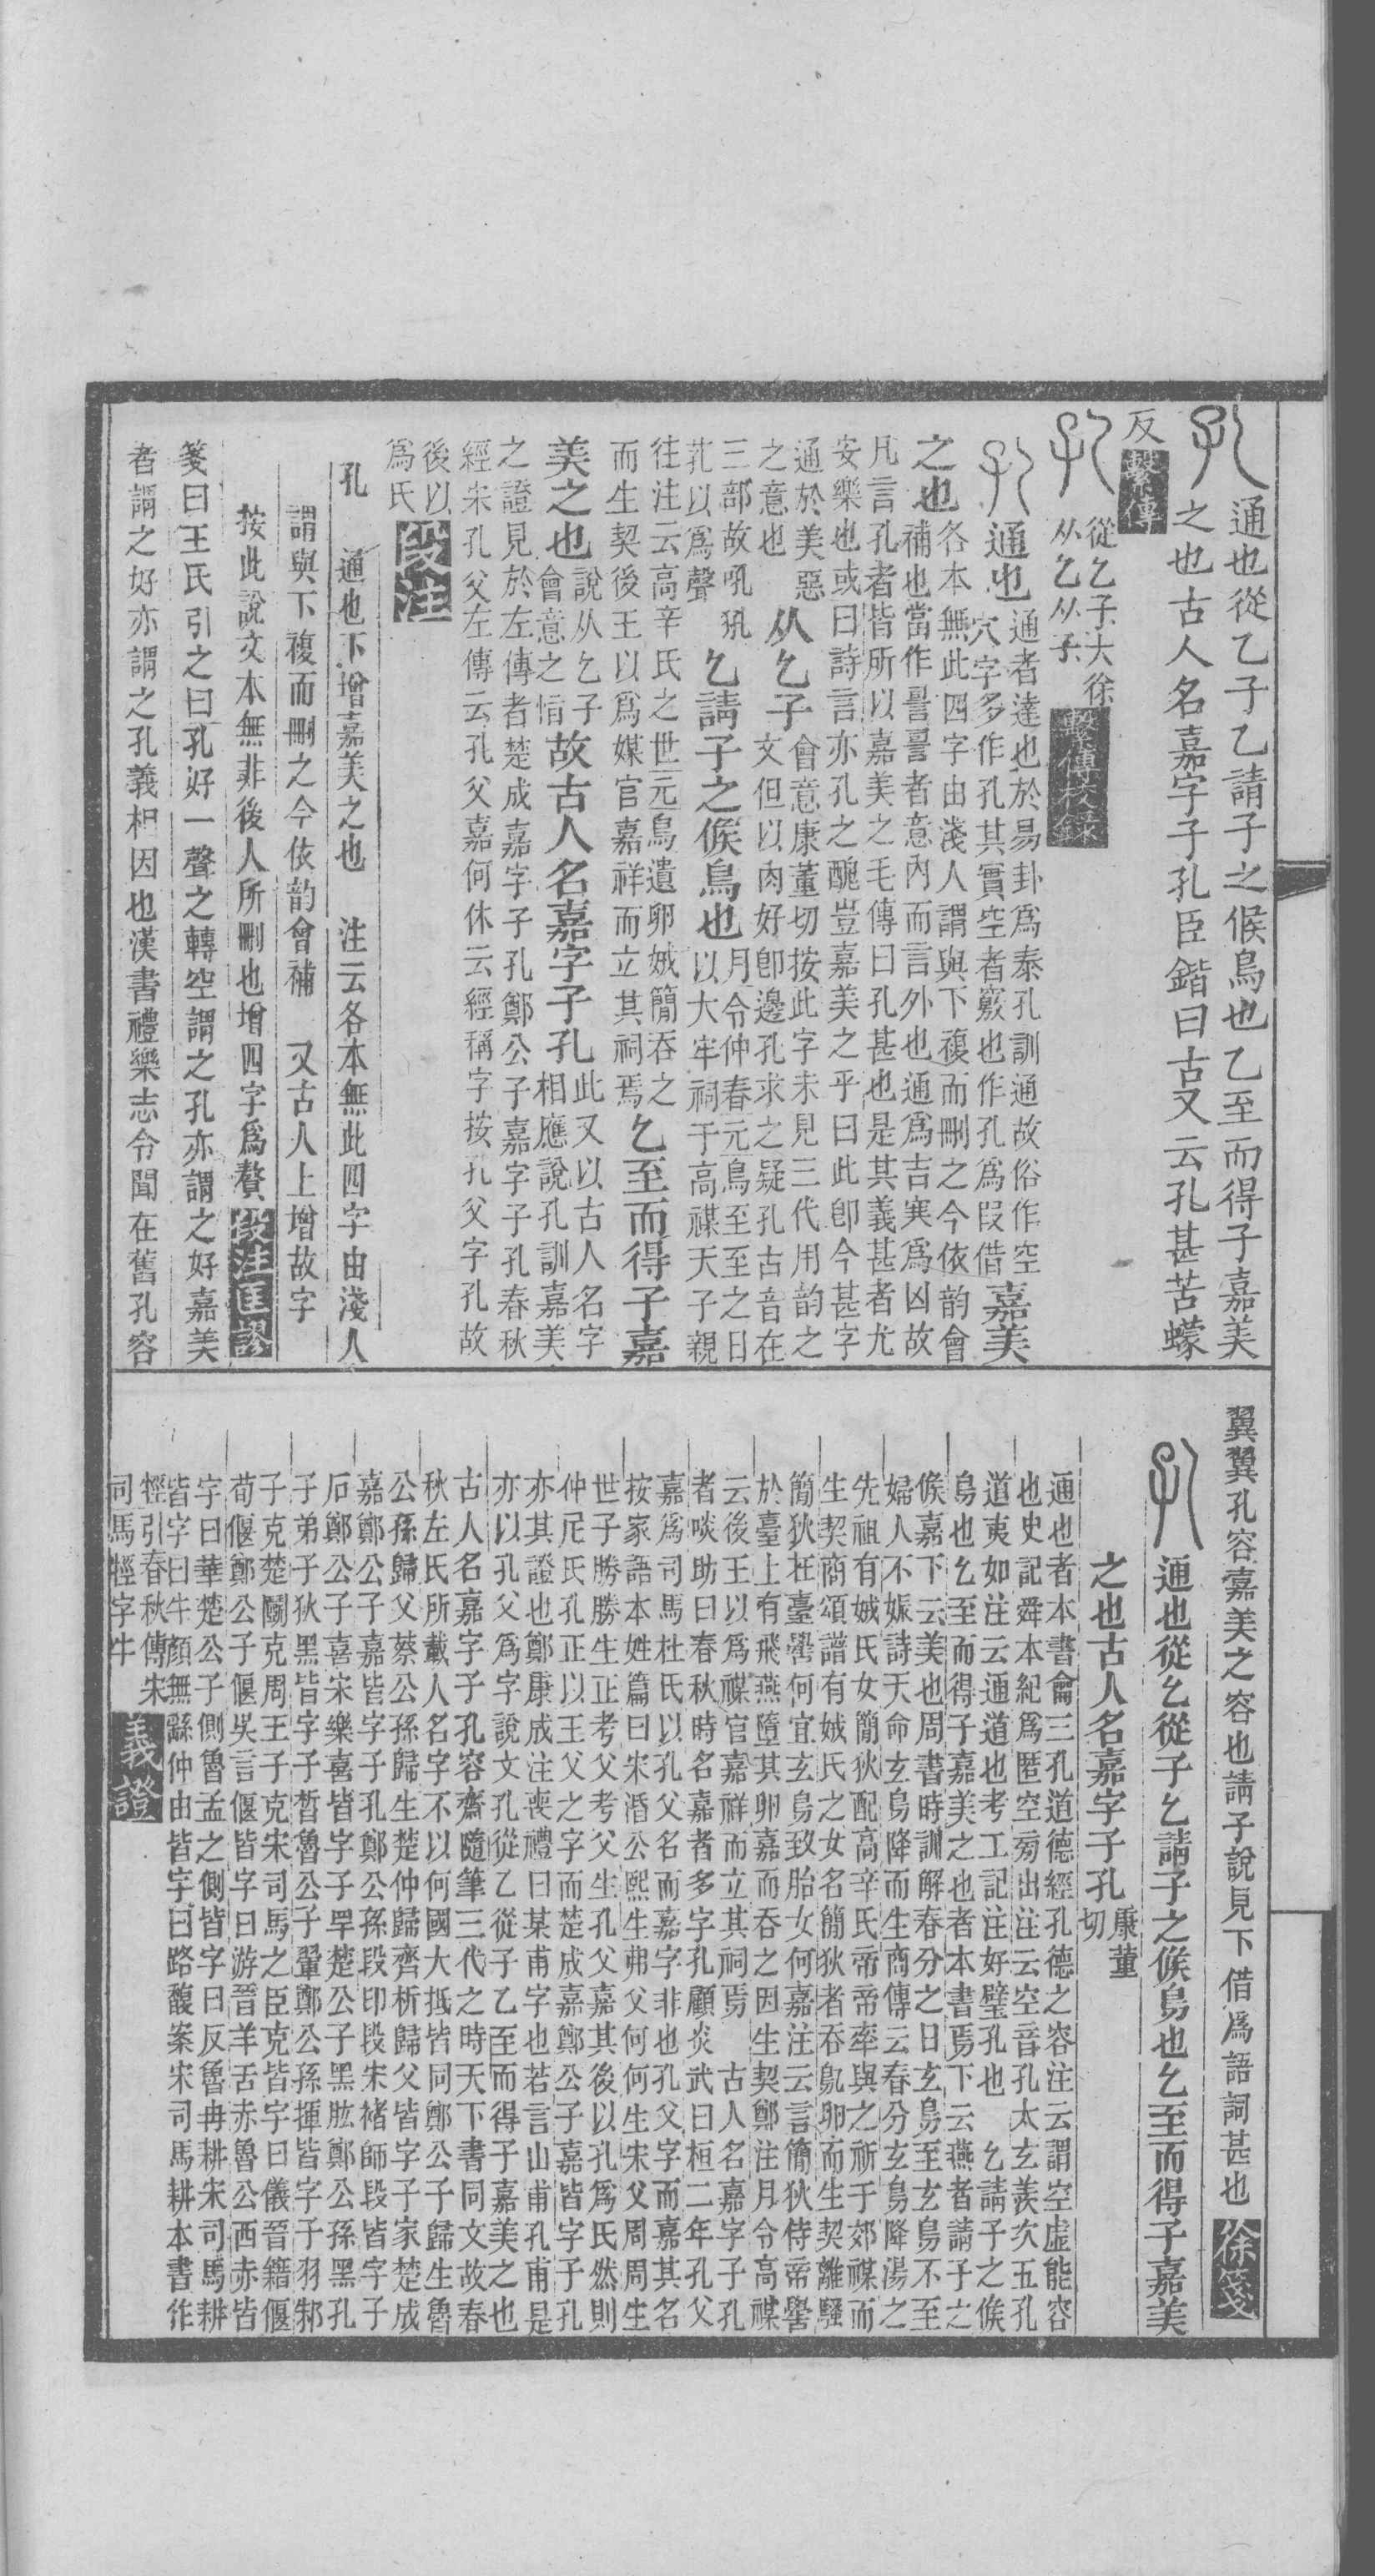 通也從乙子乙請子之候鳥也乙至而得子嘉美
之也古人名嘉字子孔臣鍇曰古又云孔甚苦蠓
反 繫傳
從乞子大徐
从乞从子 繫傳校錄
通也
通者達也於易卦爲泰孔訓通故俗作空
穴字多作孔其實空者竅也作孔爲叚借
嘉美
之也
各本無此四字由淺人謂與下複而刪之今依韵會
補也當作譽譽者意內而言外也通爲吉寒爲凶故
凡言孔者皆所以嘉美之毛傳曰孔甚也是其義甚者尤
安樂也或曰詩言亦孔之醜豈嘉美之乎曰此卽今甚字
通於美惡
之意也
从乞子
會意康董切按此字未見三代用韵之
文但以肉好卽邊孔求之疑孔古音在
三部故吼犼
孔以爲聲
乞請子之候鳥也
月令仲春元鳥至至之日
以大牢祠于高禖天子親
往注云高辛氏之世元鳥遺卵娀簡吞之
而生契後王以爲媒官嘉祥而立其祠焉
乞至而得子嘉
美之也
說从乞子
會意之恉
故古人名嘉字子孔
此又以古人名字
相應說孔訓嘉美
之證見於左傳者楚成嘉字子孔鄭公子嘉字子孔春秋
經宋孔父左傳云孔父嘉何休云經稱字按孔父字孔故
後以
爲氏 段注
孔 通也下增嘉美之也 注云各本無此四字由淺人
謂與下複而刪之今依韵會補 又古人上增故字
按此說文本無非後人所刪也增四字爲贅 段注匡謬
箋曰王氏引之曰孔好一聲之轉空謂之孔亦謂之好嘉美
者謂之好亦謂之孔義相因也漢書禮樂志令聞在舊孔容
翼翼孔容嘉美之容也請子說見下借爲語詞甚也 徐箋
通也從乞從子乞請子之候鳥也乞至而得子嘉美
之也古人名嘉字子孔
康董
切
通也者本書龠三孔道德經孔德之容注云謂空虛能容
也史記舜本紀爲匿空旁出注云空音孔太玄羨次五孔
道夷如注云通道也考工記注好璧孔也 乞請子之候
鳥也乞至而得子嘉美之也者本書焉下云燕者請子之
候嘉下云美也周書時訓解春分之日玄鳥至玄鳥不至
婦人不娠詩天命玄鳥降而生商傳云春分玄鳥降湯之
先祖有娀氏女簡狄配高辛氏帝帝率與之祈于郊禖而
生契商頌譜有娀氏之女名簡狄者吞鳦卵而生契離騷
簡狄在臺嚳何宜玄鳥致胎女何嘉注云言簡狄侍帝嚳
於臺上有飛燕墮其卵嘉而吞之因生契鄭注月令高禖
云後王以爲禖官嘉祥而立其祠焉 古人名嘉字子孔
者啖助曰春秋時名嘉者多字孔顧炎武曰桓二年孔父
嘉爲司馬杜氏以孔父名而嘉字非也孔父字而嘉其名
按家語本姓篇曰宋湣公熙生弗父何何生宋父周周生
世子勝勝生正考父考父生孔父嘉其後以孔爲氏然則
仲尼氏孔正以王父之字而楚成嘉鄭公子嘉皆字子孔
亦其證也鄭康成注喪禮曰某甫字也若言山甫孔甫是
亦以孔父爲字說文孔從乙從子乙至而得子嘉美之也
古人名嘉字子孔容齋隨筆三代之時天下書同文故春
秋左氏所載人名字不以何國大抵皆同鄭公子歸生魯
公孫歸父蔡公孫歸生楚仲歸齊析歸父皆字子家楚成
嘉鄭公子嘉皆字子孔鄭公孫段印段宋褚師段皆字子
石鄭公子喜宋樂喜皆字子罕楚公子黑肱鄭公孫黑孔
子弟子狄黑皆字子皙魯公子翬鄭公孫揮皆字子羽邾
子克楚鬭克周王子克宋司馬之臣克皆字曰儀晉籍偃
荀偃鄭公子偃吳言偃皆字曰游晉羊舌赤魯公西赤皆
字曰華楚公子側魯孟之側皆字曰反魯冉耕宋司馬耕
皆字曰牛顏無繇仲由皆字曰路馥案宋司馬耕本書作
牼引春秋傳宋
司馬牼字牛 義證